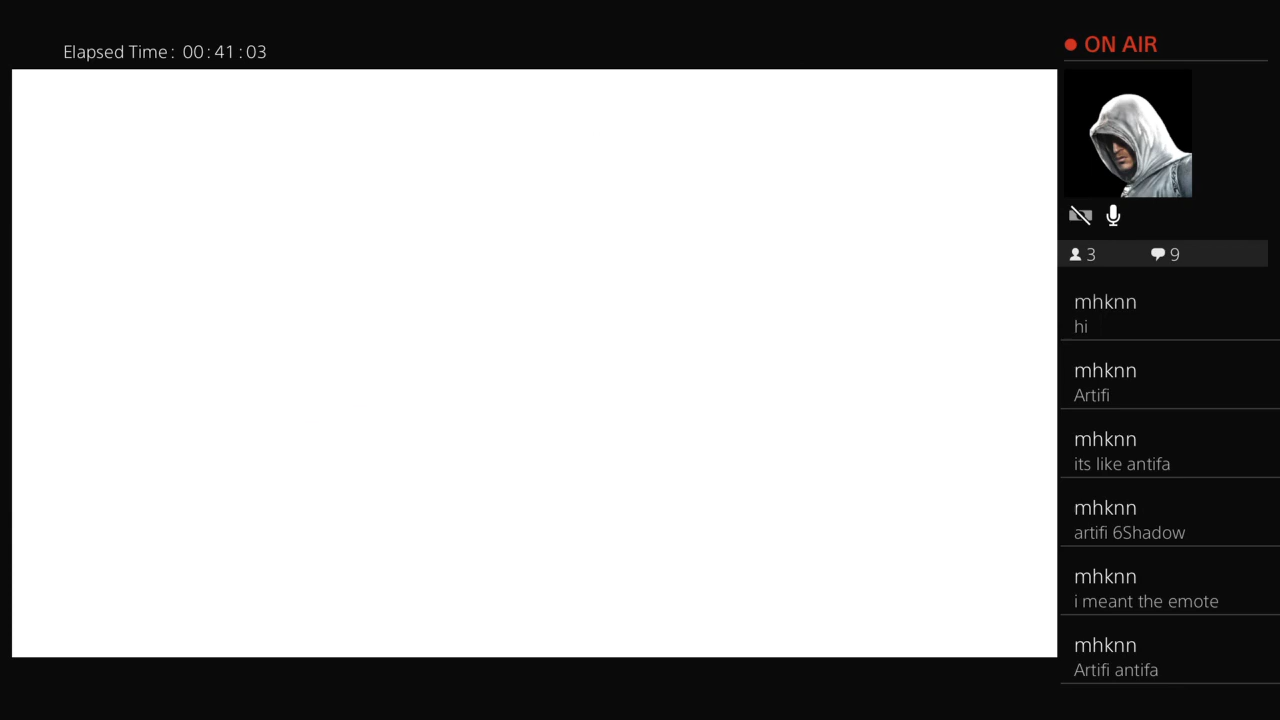 Elapsed Time: 00:41:03
ON AIR
3 9
mhknn
hi
mhknn
Artifi
mhknn
its like antifa
mhknn
artifi 6Shadow
mhknn
i meant the emote
mhknn
Artifi antifa